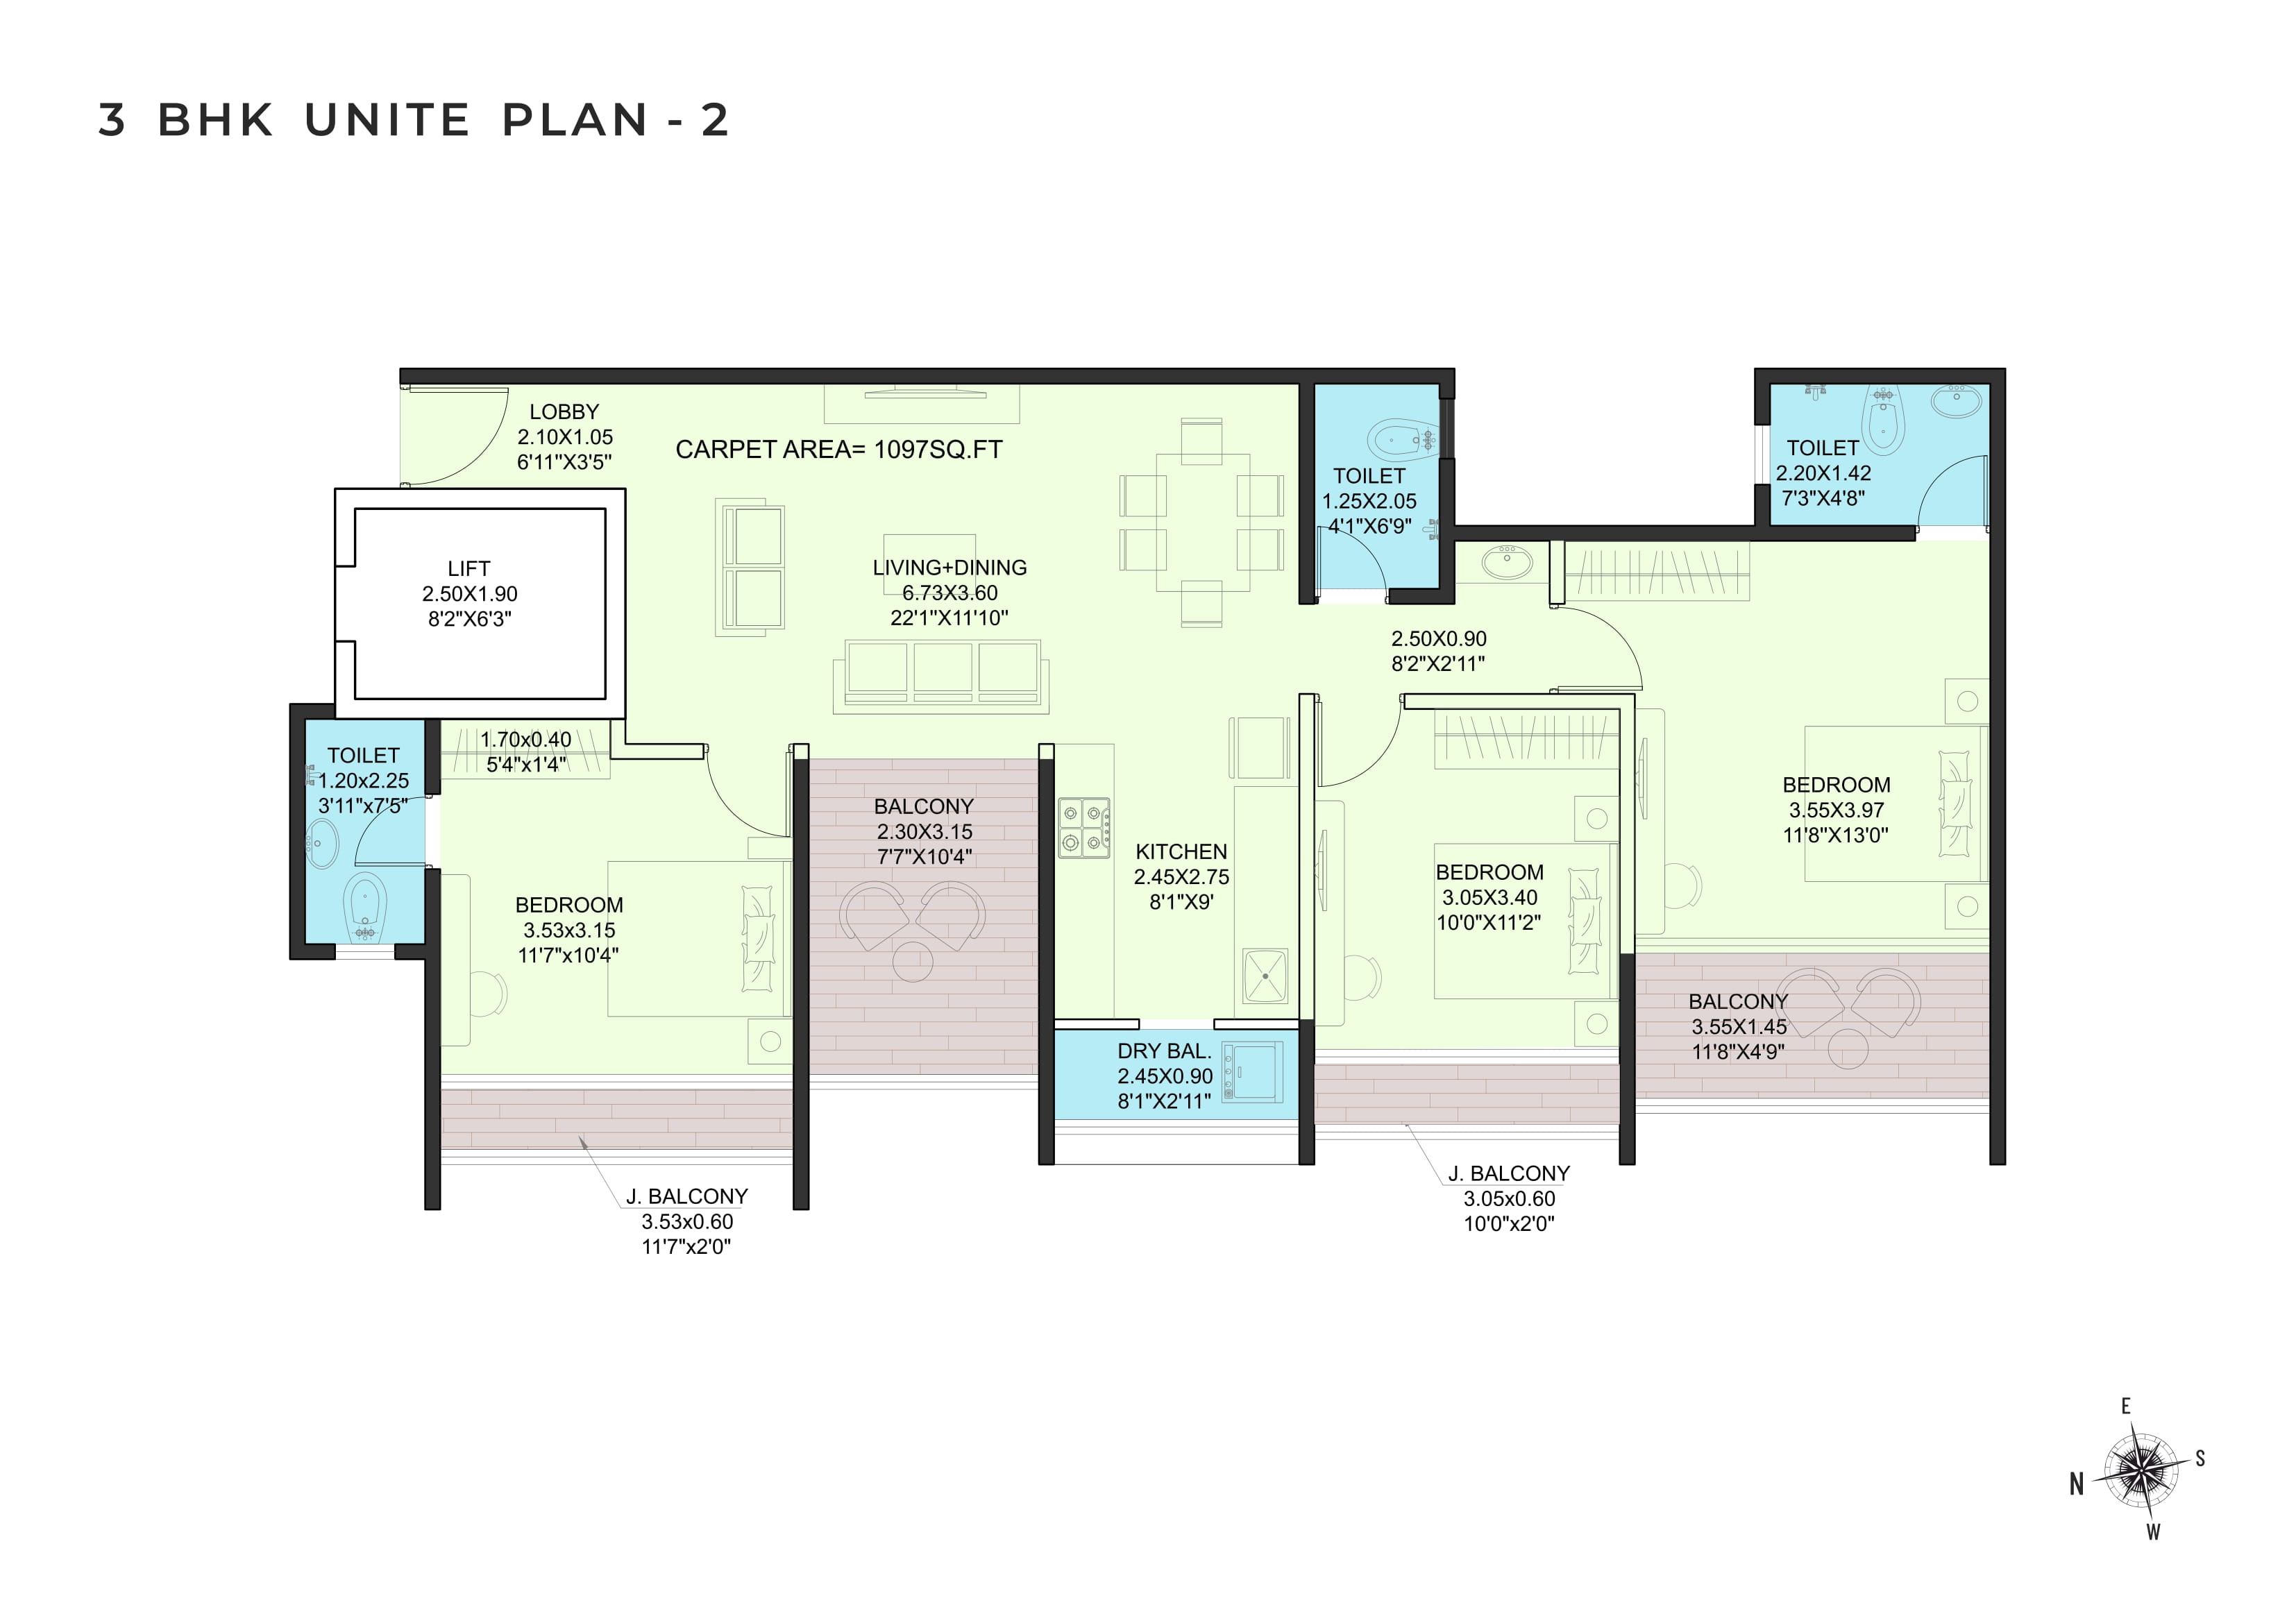 3 BHK UNITE PLAN - 2
LOBBY
2.10X1.05
6'11"X3'5"
CARPET AREA= 1097SQ.FT
TOILET
1.25X2.05
4'1"X6'9"
TOILET
2.20X1.42
7'3"X4'8"
LIFT
2.50X1.90
8'2"X6'3"
LIVING+DINING
6.73X3.60
22'1"X11'10"
2.50X0.90
8'2"X2'11"
TOILET
1.20x2.25
3'11"x7'5"
1.70x0.40
5'4"x1'4"
BALCONY
2.30X3.15
7'7"X10'4"
KITCHEN
2.45X2.75
8'1"X9'
BEDROOM
3.05X3.40
10'0"X11'2"
BEDROOM
3.55X3.97
11'8"X13'0"
BEDROOM
3.53x3.15
11'7"x10'4"
DRY BAL.
2.45X0.90
8'1"X2'11"
BALCONY
3.55X1.45
11'8"X4'9"
J. BALCONY
3.53x0.60
11'7"x2'0"
J. BALCONY
3.05x0.60
10'0"x2'0"
E
S
N
W